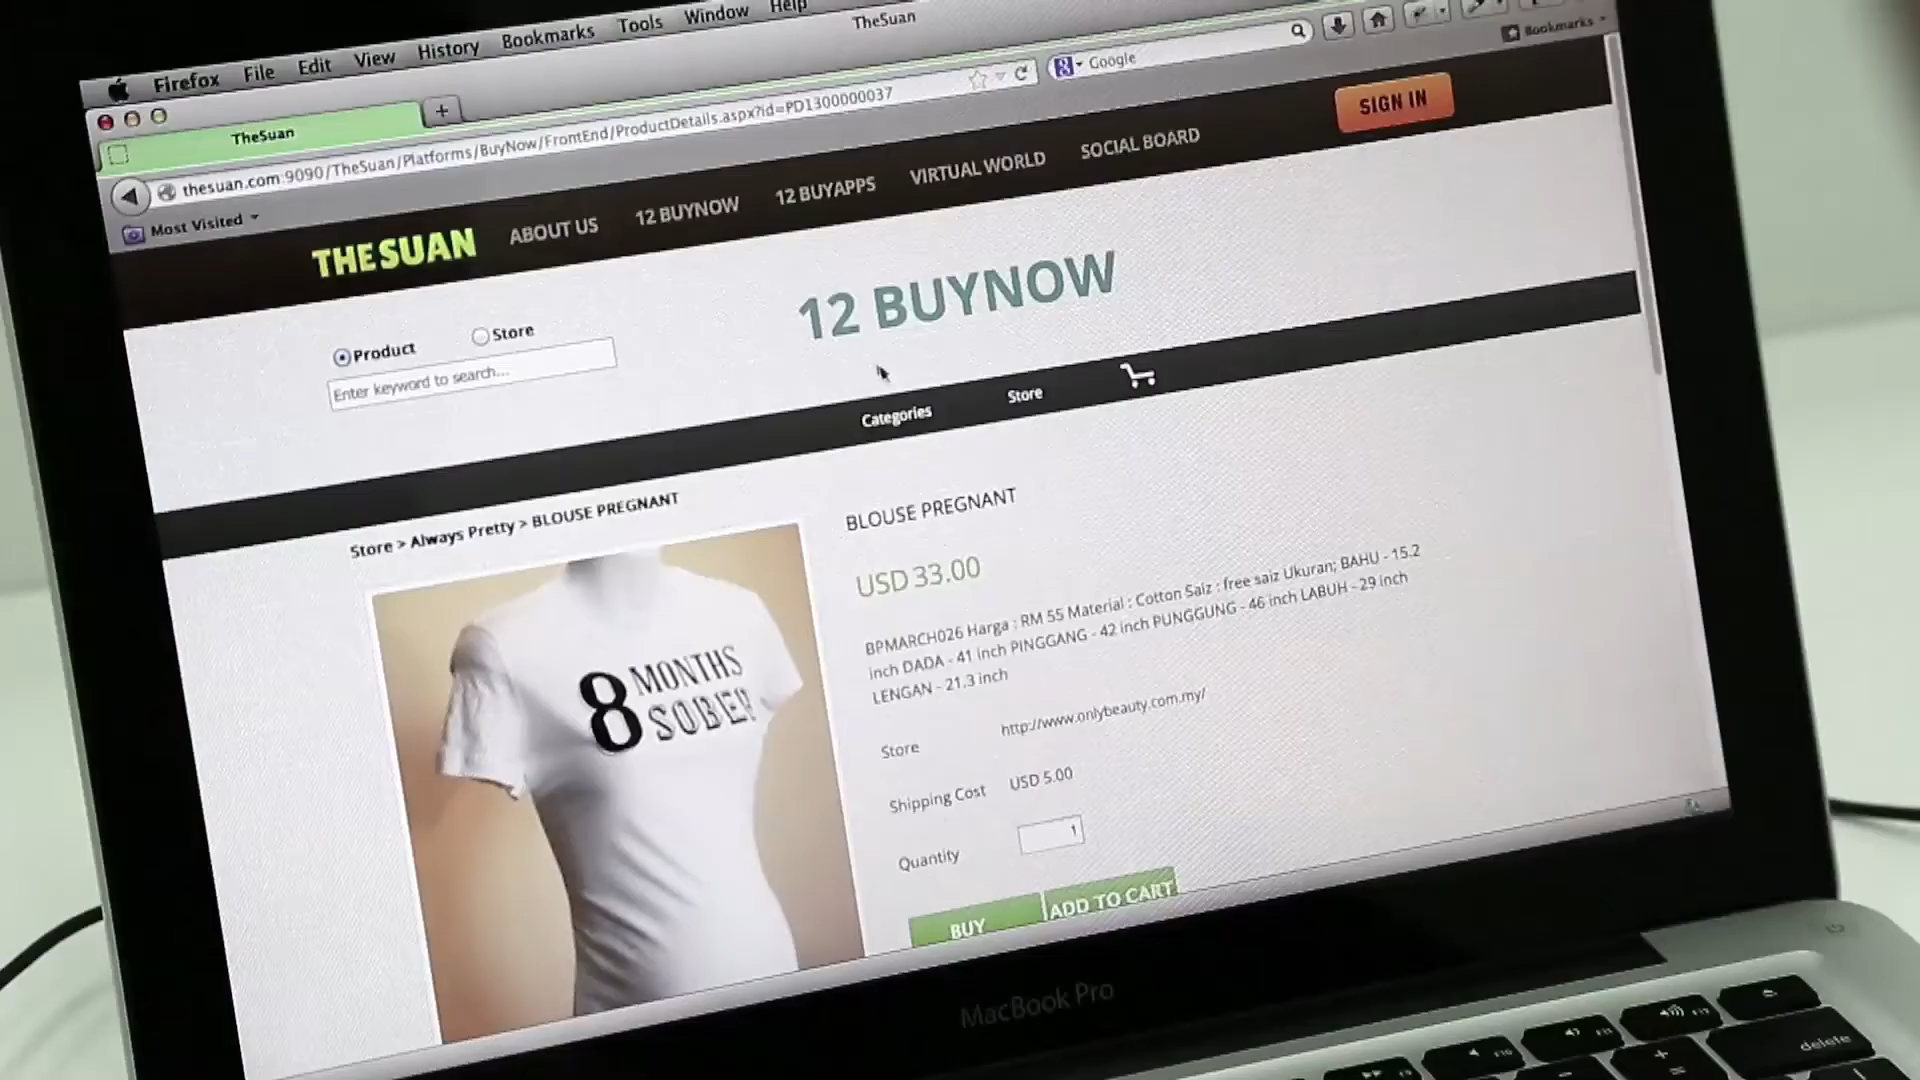 Firefox File Edit View History Bookmarks Tools Window Help
TheSuan
TheSuan
thesuan.com:9090/TheSuan/Platforms/BuyNow/FrontEnd/ProductDetails.aspx?id=PD1300000037
Google
Most Visited
Bookmarks
THESUAN ABOUT US 12 BUYNOW 12 BUYAPPS VIRTUAL WORLD SOCIAL BOARD SIGN IN
12 BUYNOW
Product Store
Enter keyword to search...
Categories Store
Store > Always Pretty > BLOUSE PREGNANT
8 MONTHS
SOBER!
BLOUSE PREGNANT
USD 33.00
BPMARCH026 Harga : RM 55 Material : Cotton Saiz : free saiz Ukuran; BAHU - 15.2
inch DADA - 41 inch PINGGANG - 42 inch PUNGGUNG - 46 inch LABUH - 29 inch
LENGAN - 21.3 inch
Store http://www.onlybeauty.com.my/
Shipping Cost USD 5.00
Quantity 1
BUY ADD TO CART
MacBook Pro
delete